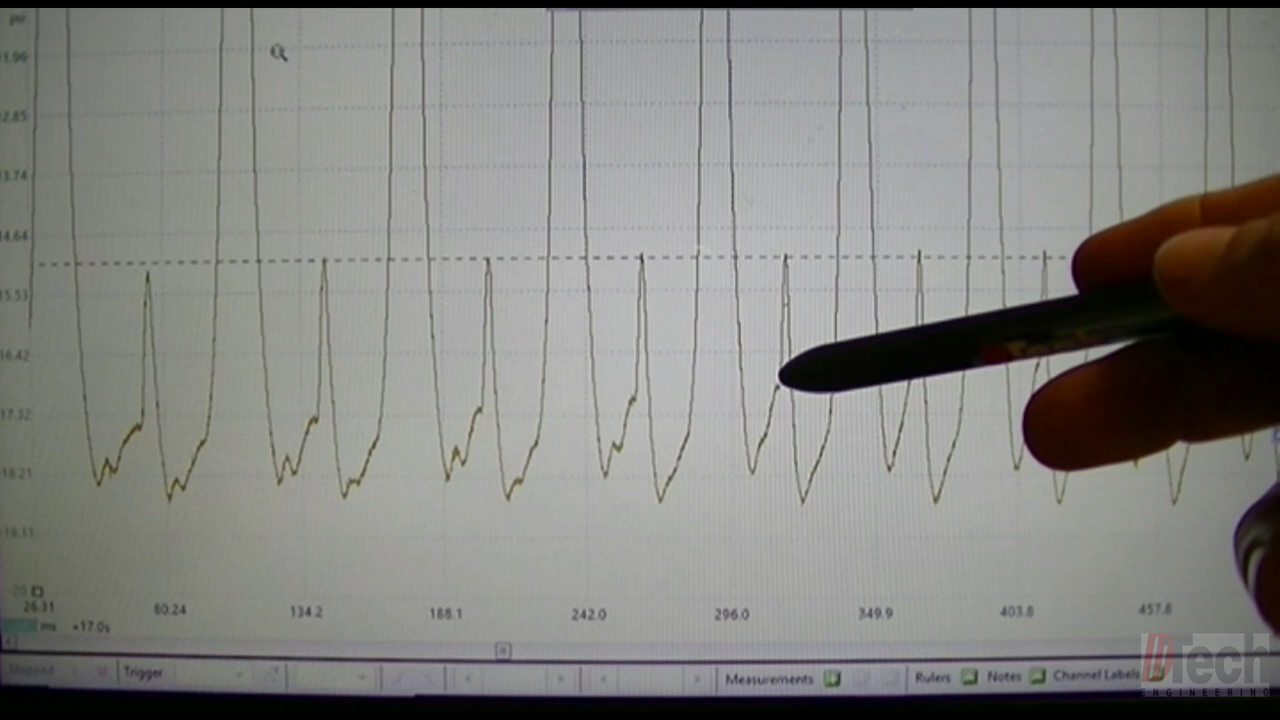 psi
-11.96
-12.85
-13.74
-14.64
-15.53
-16.42
-17.32
-18.21
-19.11
-20
26.31 80.24 134.2 188.1 242.0 296.0 349.9 403.8 457.8
ms +17.0s
Stopped Trigger Measurements Rulers Notes Channel Labels
DTech
ENGINEERING